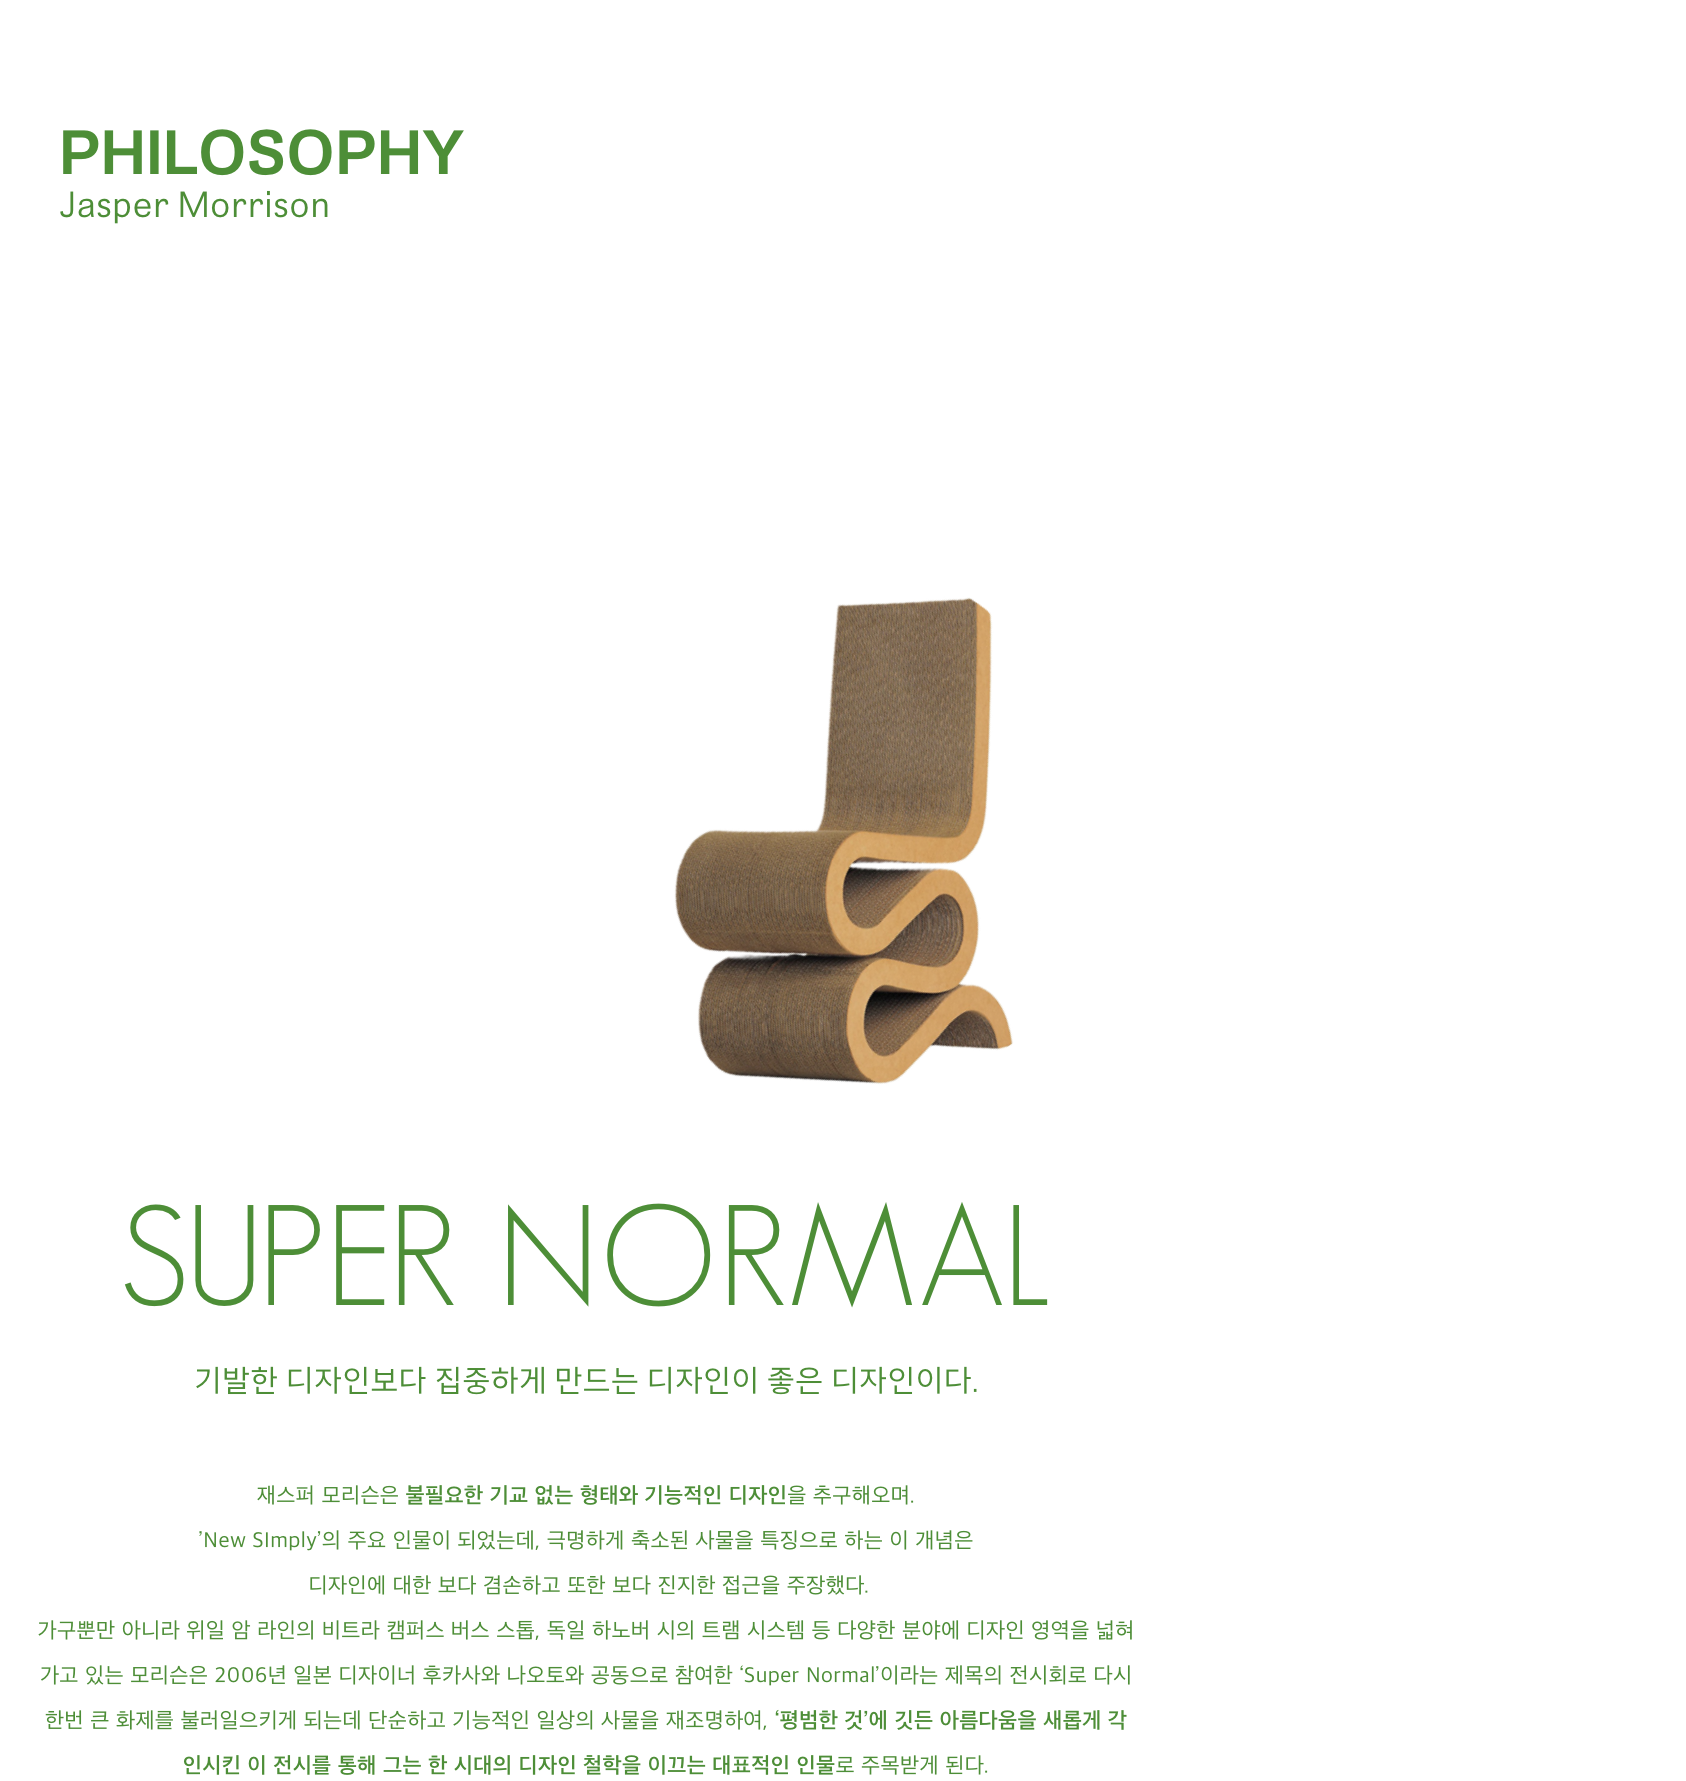 PHILOSOPHY
Jasper Morrison
SUPER NORMAL
기발한 디자인보다 집중하게 만드는 디자인이 좋은 디자인이다.
재스퍼 모리슨은 불필요한 기교 없는 형태와 기능적인 디자인을 추구해오며.
’New SImply’의 주요 인물이 되었는데, 극명하게 축소된 사물을 특징으로 하는 이 개념은
디자인에 대한 보다 겸손하고 또한 보다 진지한 접근을 주장했다.
가구뿐만 아니라 위일 암 라인의 비트라 캠퍼스 버스 스톱, 독일 하노버 시의 트램 시스템 등 다양한 분야에 디자인 영역을 넓혀
가고 있는 모리슨은 2006년 일본 디자이너 후카사와 나오토와 공동으로 참여한 ‘Super Normal’이라는 제목의 전시회로 다시
한번 큰 화제를 불러일으키게 되는데 단순하고 기능적인 일상의 사물을 재조명하여, ‘평범한 것’에 깃든 아름다움을 새롭게 각
인시킨 이 전시를 통해 그는 한 시대의 디자인 철학을 이끄는 대표적인 인물로 주목받게 된다.